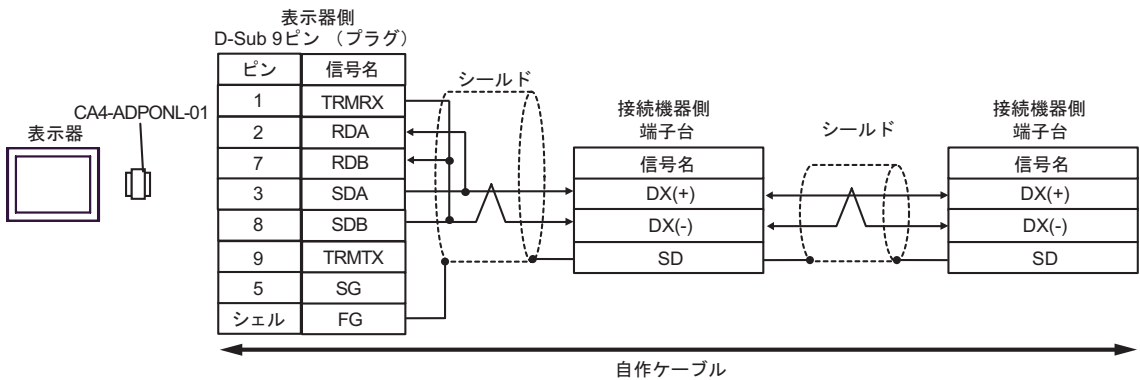 表示器側
D-Sub 9ピン （プラグ）
ピン 信号名
1 TRMRX
2 RDA
7 RDB
3 SDA
8 SDB
9 TRMTX
5 SG
シェル FG
CA4-ADPONL-01
表示器
シールド
接続機器側
端子台
信号名
DX(+)
DX(-)
SD
シールド
接続機器側
端子台
信号名
DX(+)
DX(-)
SD
自作ケーブル